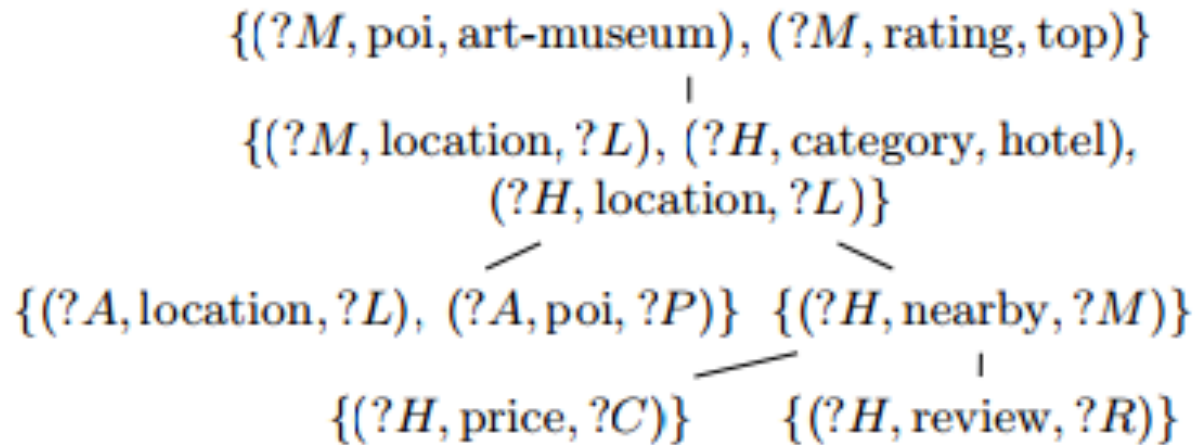 {(?M, poi, art-museum), (?M, rating, top)}
{(?M, location, ?L), (?H, category, hotel),
(?H, location, ?L)}
{(?A, location, ?L), (?A, poi, ?P)} {(?H, nearby, ?M)}
{(?H, price, ?C)} {(?H, review, ?R)}